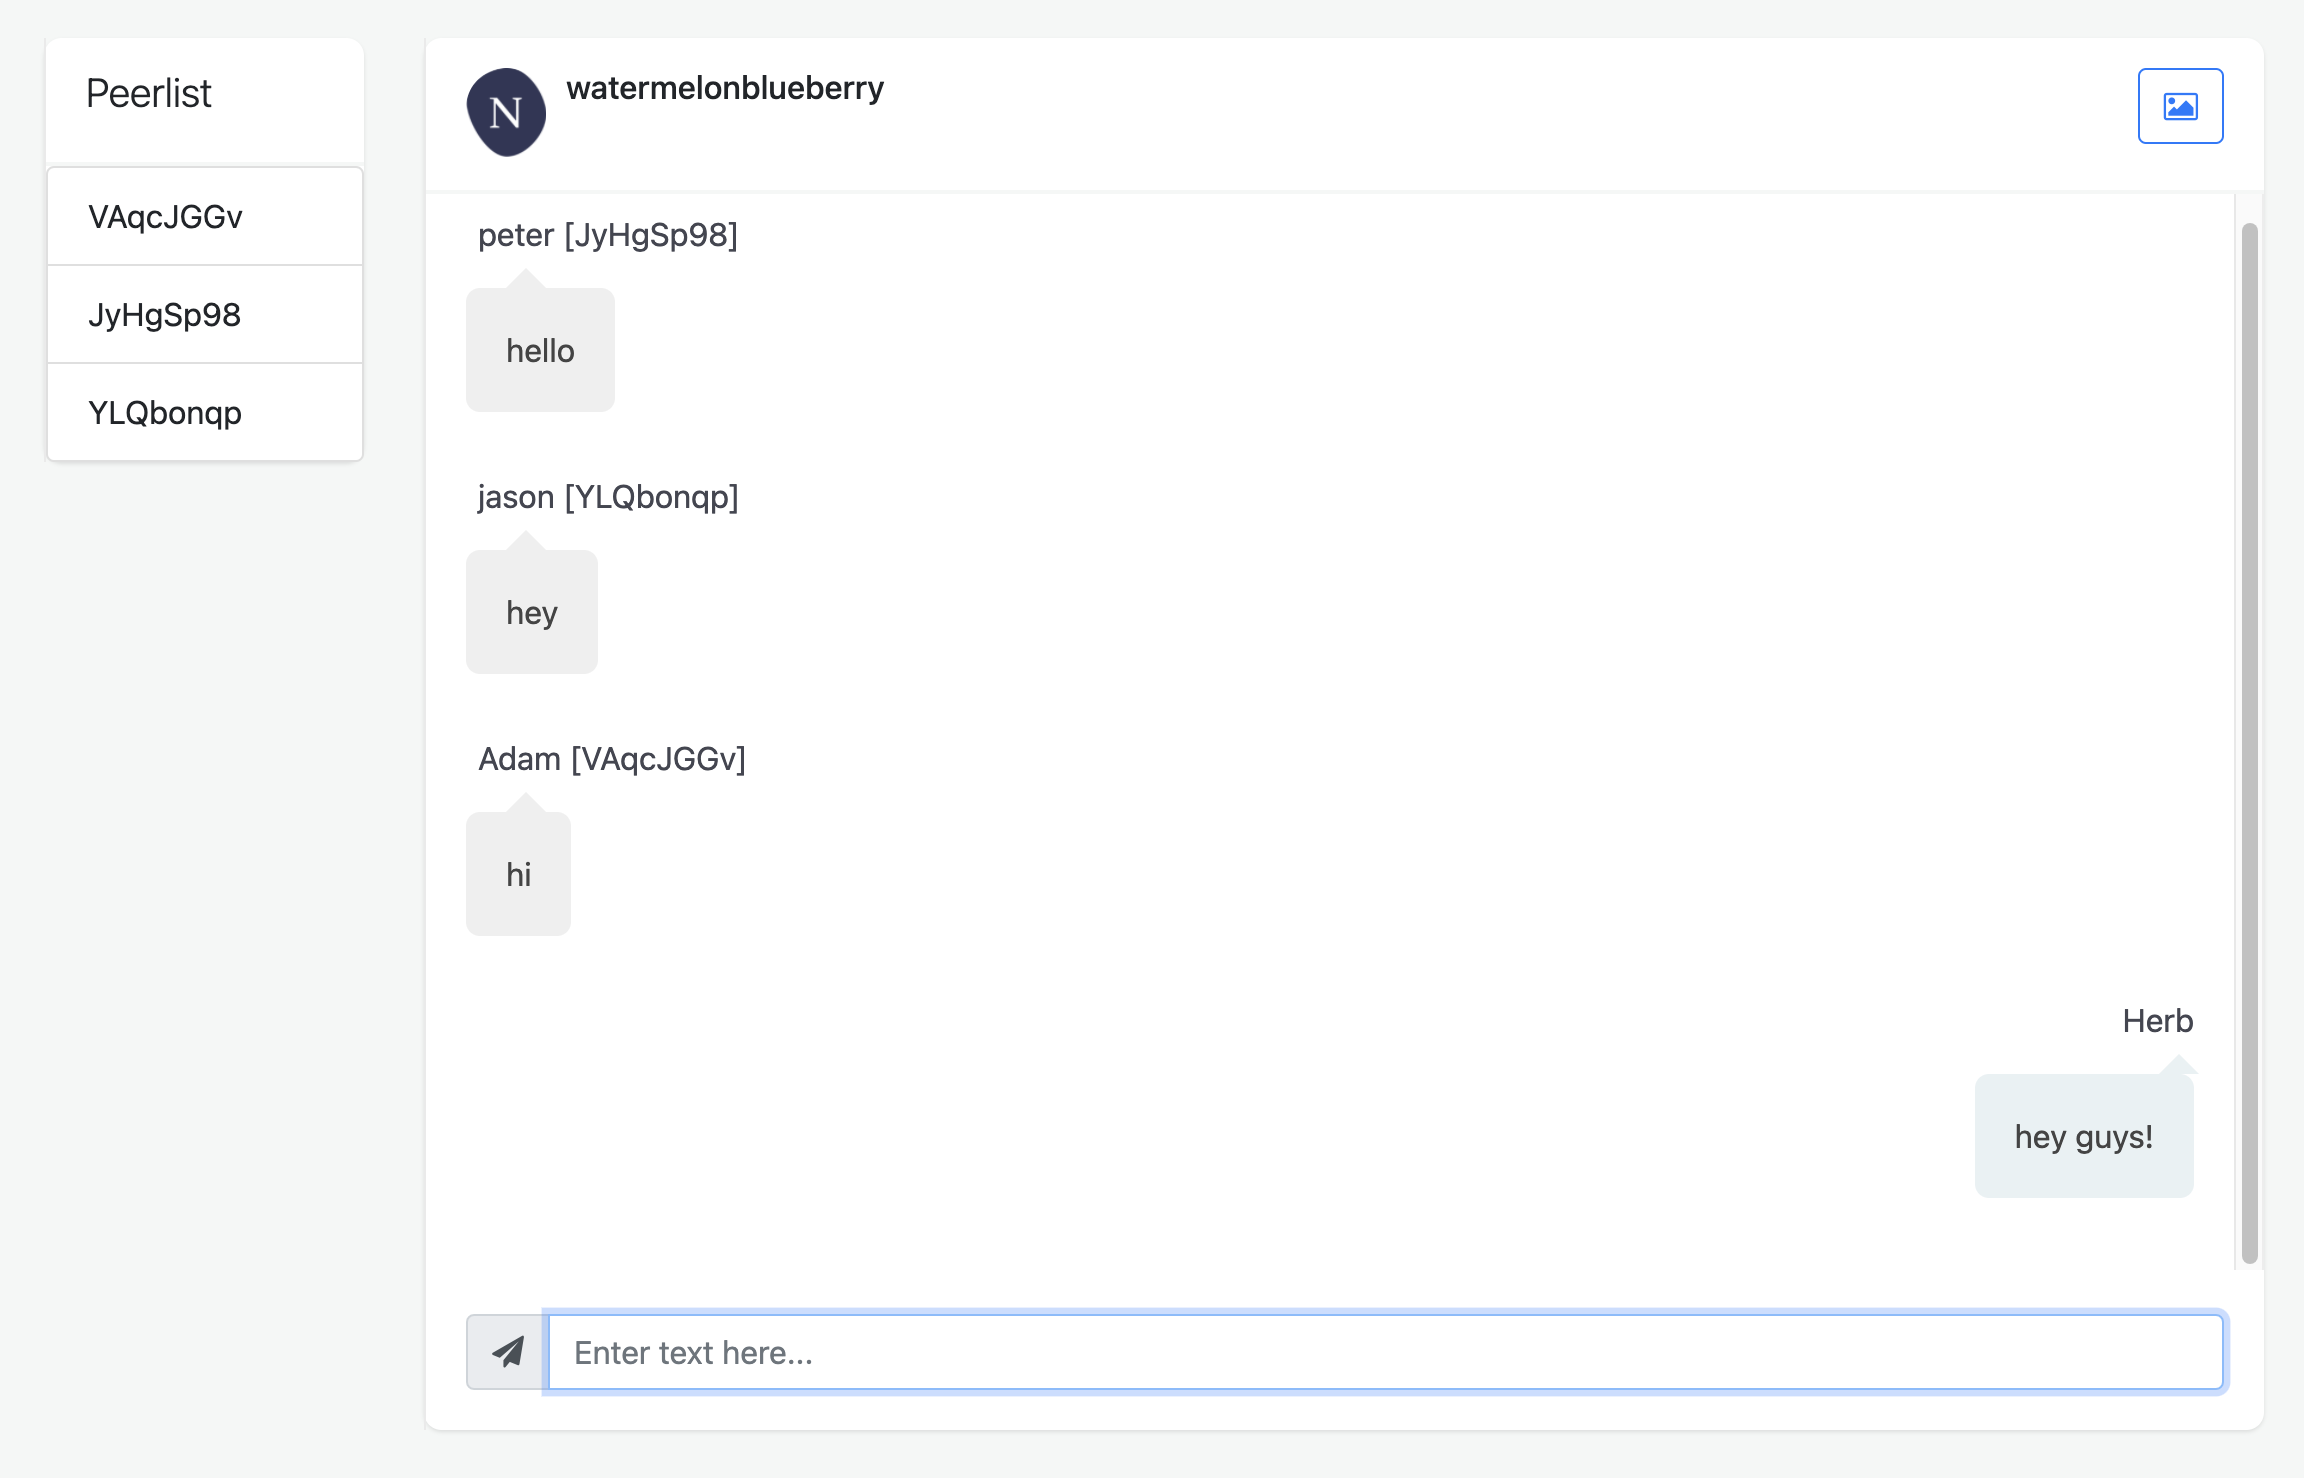 Peerlist
VAqcJGGv
JyHgSp98
YLQbonqp
N
watermelonblueberry
peter [JyHgSp98]
hello
jason [YLQbonqp]
hey
Adam [VAqcJGGv]
hi
Herb
hey guys!
Enter text here...